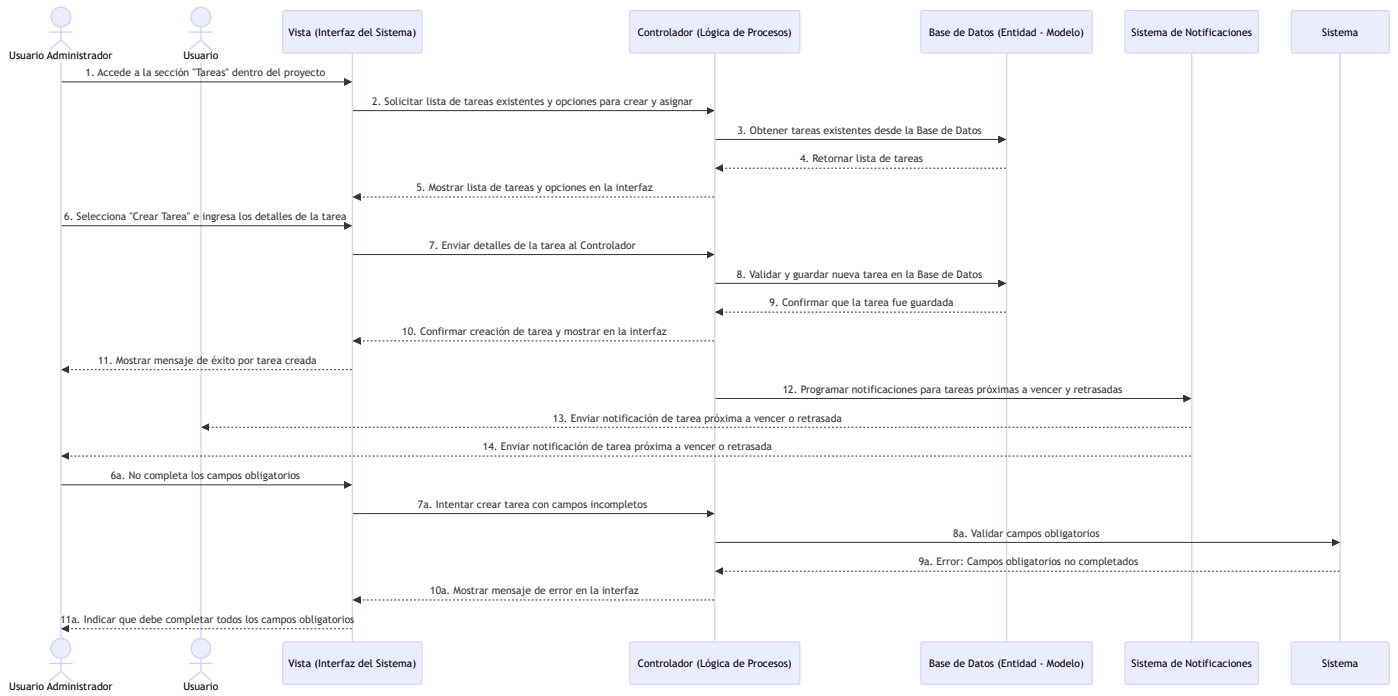 Usuario Administrador
Usuario
Vista (Interfaz del Sistema)
Controlador (Lógica de Procesos)
Base de Datos (Entidad - Modelo)
Sistema de Notificaciones
Sistema
1. Accede a la sección "Tareas" dentro del proyecto
2. Solicitar lista de tareas existentes y opciones para crear y asignar
3. Obtener tareas existentes desde la Base de Datos
4. Retornar lista de tareas
5. Mostrar lista de tareas y opciones en la interfaz
6. Selecciona "Crear Tarea" e ingresa los detalles de la tarea
7. Enviar detalles de la tarea al Controlador
8. Validar y guardar nueva tarea en la Base de Datos
9. Confirmar que la tarea fue guardada
10. Confirmar creación de tarea y mostrar en la interfaz
11. Mostrar mensaje de éxito por tarea creada
12. Programar notificaciones para tareas próximas a vencer y retrasadas
13. Enviar notificación de tarea próxima a vencer o retrasada
14. Enviar notificación de tarea próxima a vencer o retrasada
6a. No completa los campos obligatorios
7a. Intentar crear tarea con campos incompletos
8a. Validar campos obligatorios
9a. Error: Campos obligatorios no completados
10a. Mostrar mensaje de error en la interfaz
11a. Indicar que debe completar todos los campos obligatorios
Usuario Administrador
Usuario
Vista (Interfaz del Sistema)
Controlador (Lógica de Procesos)
Base de Datos (Entidad - Modelo)
Sistema de Notificaciones
Sistema